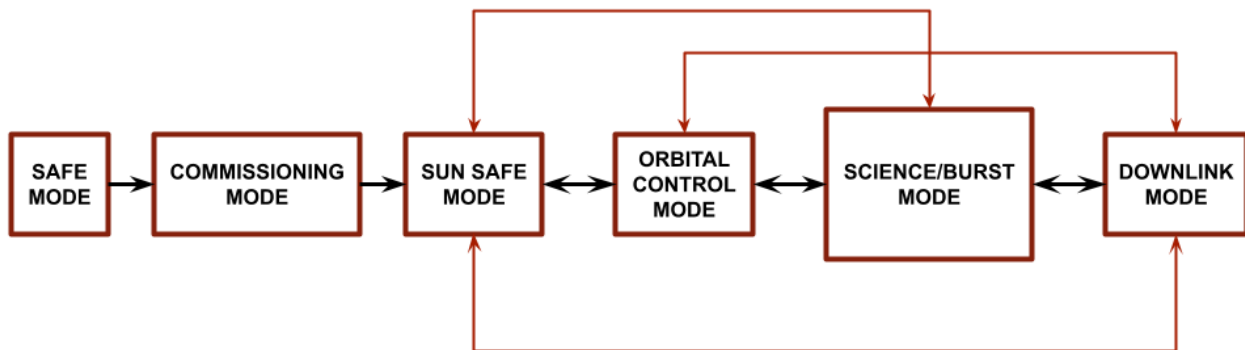 SAFE
MODE
COMMISSIONING
MODE
SUN SAFE
MODE
ORBITAL
CONTROL
MODE
SCIENCE/BURST
MODE
DOWNLINK
MODE